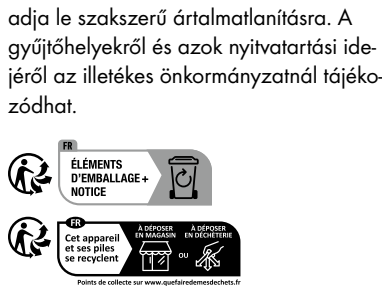 adja le szakszerű ártalmatlanításra. A
gyűjtőhelyekről és azok nyitvatartási ide-
jéről az illetékes önkormányzatnál tájéko-
zódhat.
FR
ÉLÉMENTS
D'EMBALLAGE +
NOTICE
FR
Cet appareil
et ses piles
se recyclent
À DÉPOSER
EN MAGASIN
OU
À DÉPOSER
EN DÉCHÈTERIE
Points de collecte sur www.quefairedemesdechets.fr